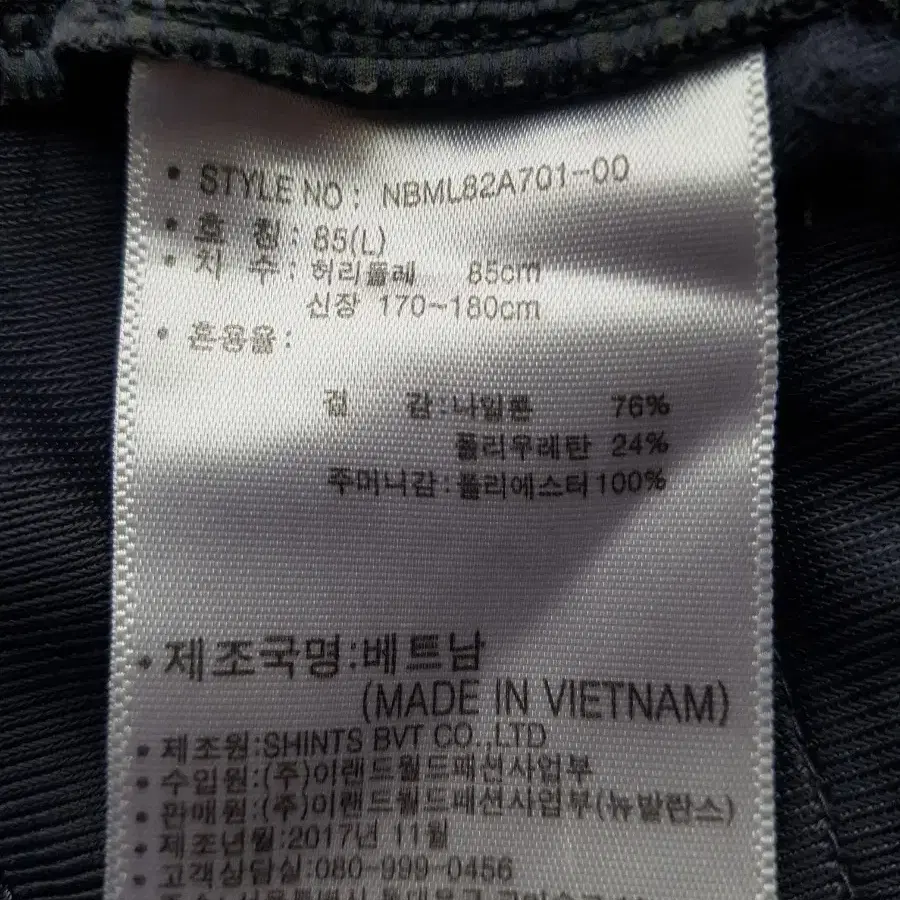 • STYLE NO : NBML82A701-00
• 호 칭 : 85(L)
• 치 수 : 허리둘레 85cm
신장 170~180cm
• 혼용율 :
겉 감 : 나일론 76%
폴리우레탄 24%
주머니감 : 폴리에스터 100%
• 제조국명:베트남
(MADE IN VIETNAM)
• 제조원:SHINTS BVT CO.,LTD
• 수입원:(주)이랜드월드패션사업부
• 판매원:(주)이랜드월드패션사업부(뉴발란스)
• 제조년월:2017년 11월
• 고객상담실:080-999-0456